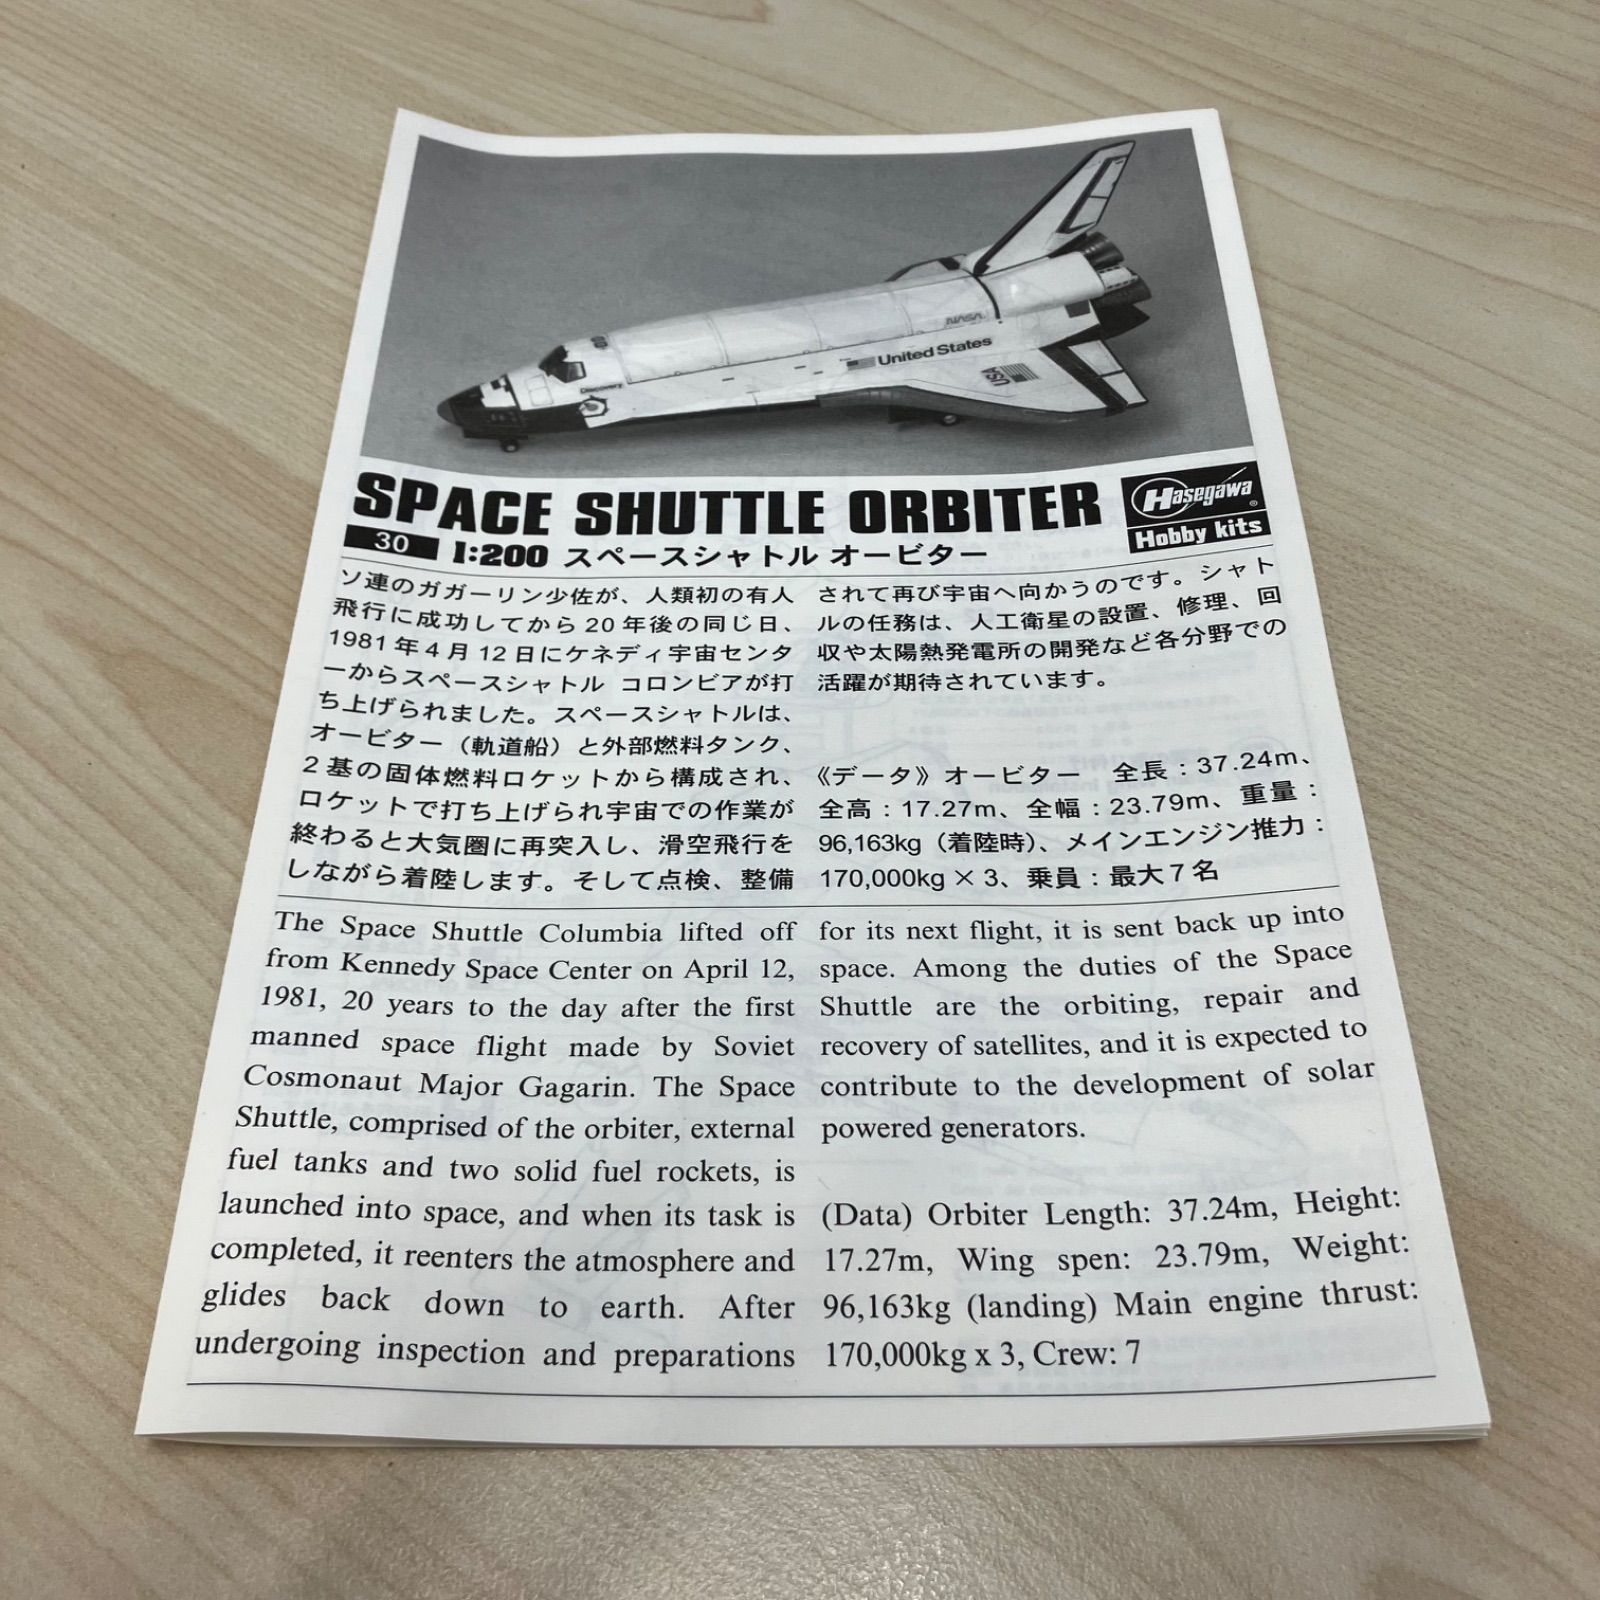 NASA
United States
USA
Discovery
SPACE SHUTTLE ORBITER
Hasegawa
®
Hobby kits
30
1:200 スペースシャトル オービター
ソ連のガガーリン少佐が、人類初の有人
飛行に成功してから20年後の同じ日、
1981年4月12日にケネディ宇宙センタ
ーからスペースシャトル コロンビアが打
ち上げられました。スペースシャトルは、
オービター（軌道船）と外部燃料タンク、
2基の固体燃料ロケットから構成され、
ロケットで打ち上げられ宇宙での作業が
終わると大気圏に再突入し、滑空飛行を
しながら着陸します。そして点検、整備
されて再び宇宙へ向かうのです。シャト
ルの任務は、人工衛星の設置、修理、回
収や太陽熱発電所の開発など各分野での
活躍が期待されています。
《データ》オービター 全長：37.24m、
全高：17.27m、全幅：23.79m、重量：
96,163kg（着陸時）、メインエンジン推力：
170,000kg×3、乗員：最大7名
The Space Shuttle Columbia lifted off
from Kennedy Space Center on April 12,
1981, 20 years to the day after the first
manned space flight made by Soviet
Cosmonaut Major Gagarin. The Space
Shuttle, comprised of the orbiter, external
fuel tanks and two solid fuel rockets, is
launched into space, and when its task is
completed, it reenters the atmosphere and
glides back down to earth. After
undergoing inspection and preparations
for its next flight, it is sent back up into
space. Among the duties of the Space
Shuttle are the orbiting, repair and
recovery of satellites, and it is expected to
contribute to the development of solar
powered generators.
(Data) Orbiter Length: 37.24m, Height:
17.27m, Wing spen: 23.79m, Weight:
96,163kg (landing) Main engine thrust:
170,000kg x 3, Crew: 7